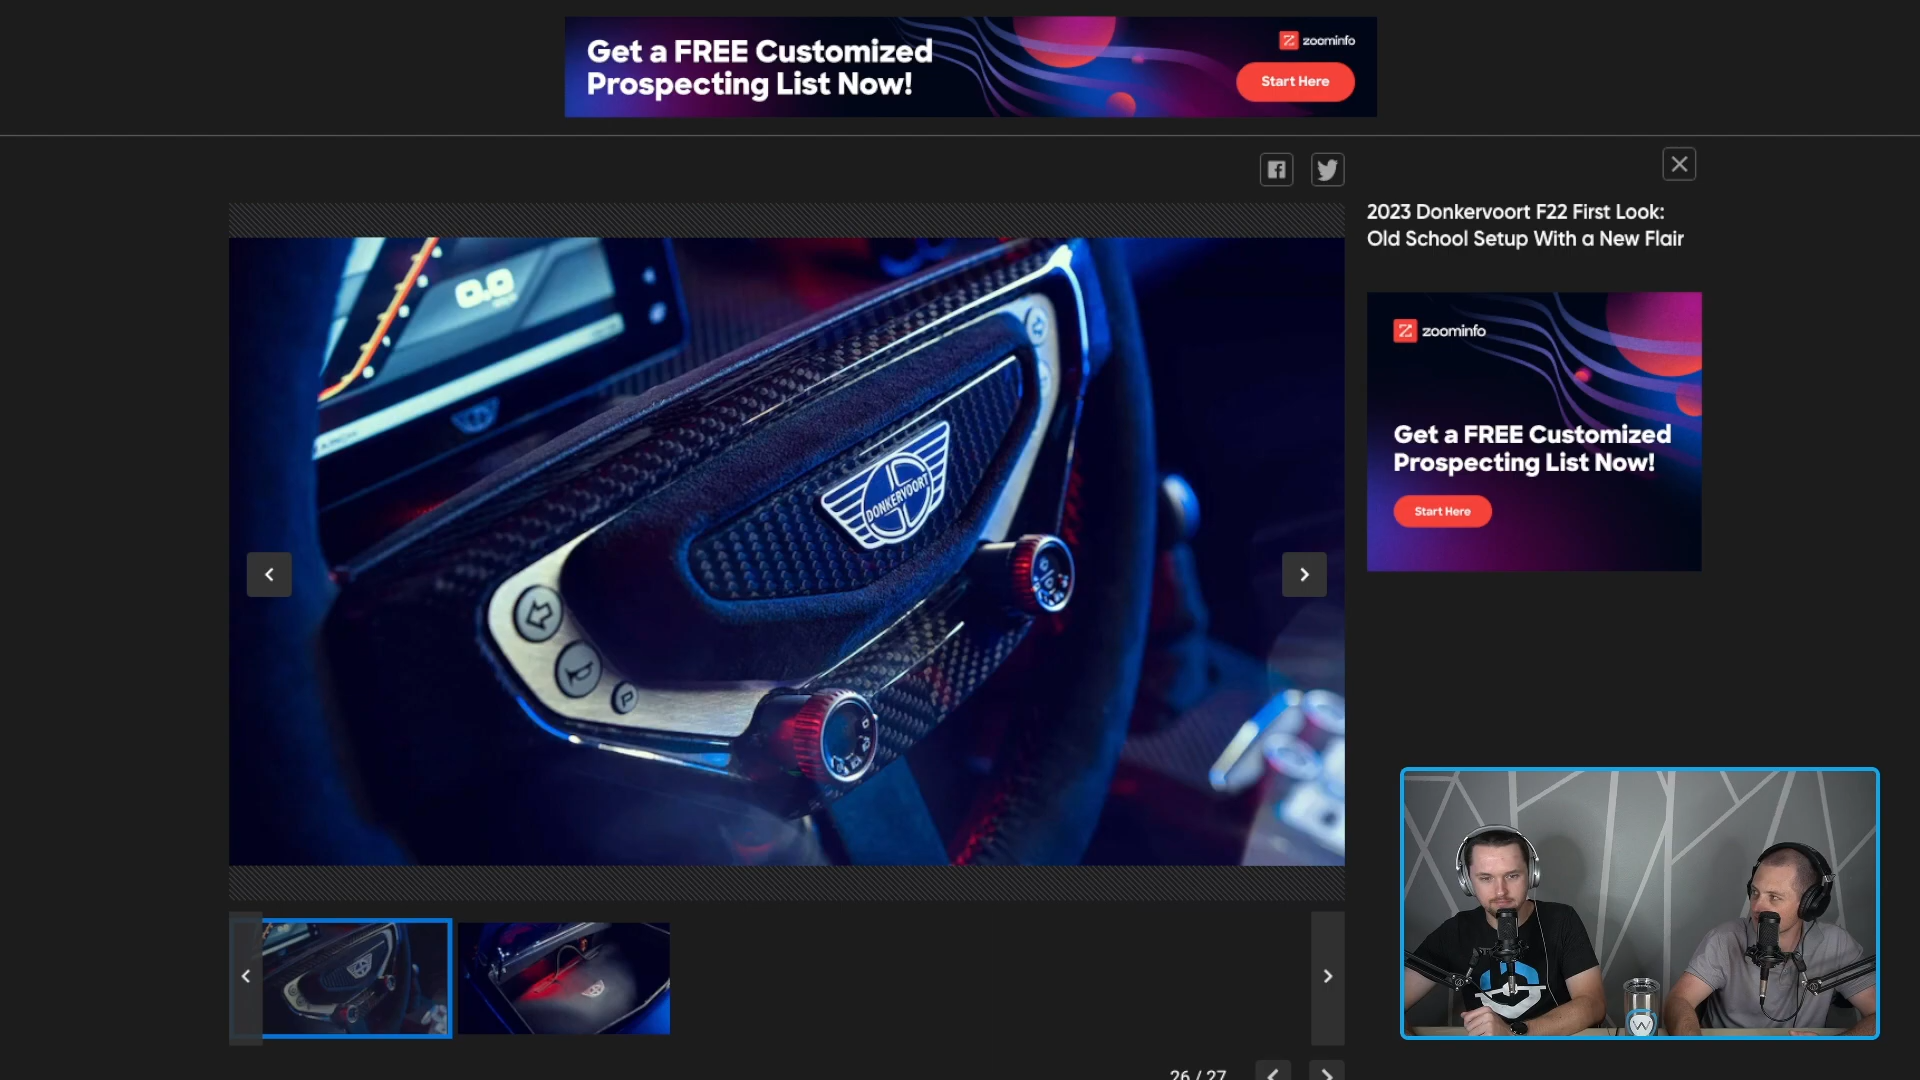 Get a FREE Customized
Prospecting List Now!
zoominfo
Start Here
2023 Donkervoort F22 First Look:
Old School Setup With a New Flair
0.0
DONKERVOORT
P
zoominfo
Get a FREE Customized
Prospecting List Now!
Start Here
W
26 / 27